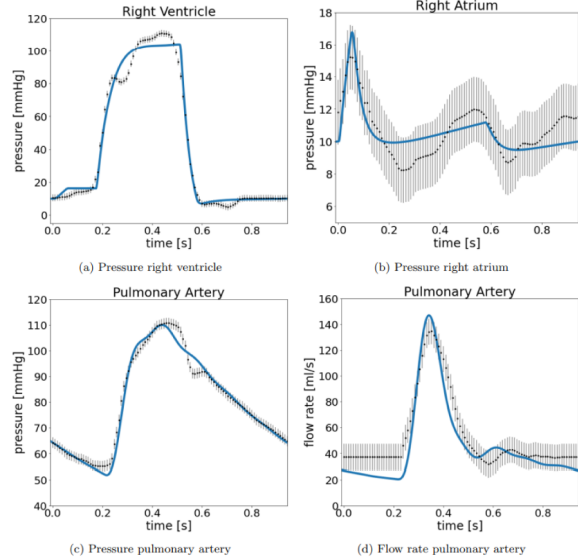 Right Ventricle
pressure [mmHg]
0
20
40
60
80
100
120
0.0 0.2 0.4 0.6 0.8
time [s]
(a) Pressure right ventricle
Right Atrium
pressure [mmHg]
6
8
10
12
14
16
18
0.0 0.2 0.4 0.6 0.8
time [s]
(b) Pressure right atrium
Pulmonary Artery
pressure [mmHg]
40
50
60
70
80
90
100
110
120
0.0 0.2 0.4 0.6 0.8
time [s]
(c) Pressure pulmonary artery
Pulmonary Artery
flow rate [ml/s]
0
20
40
60
80
100
120
140
160
0.0 0.2 0.4 0.6 0.8
time [s]
(d) Flow rate pulmonary artery